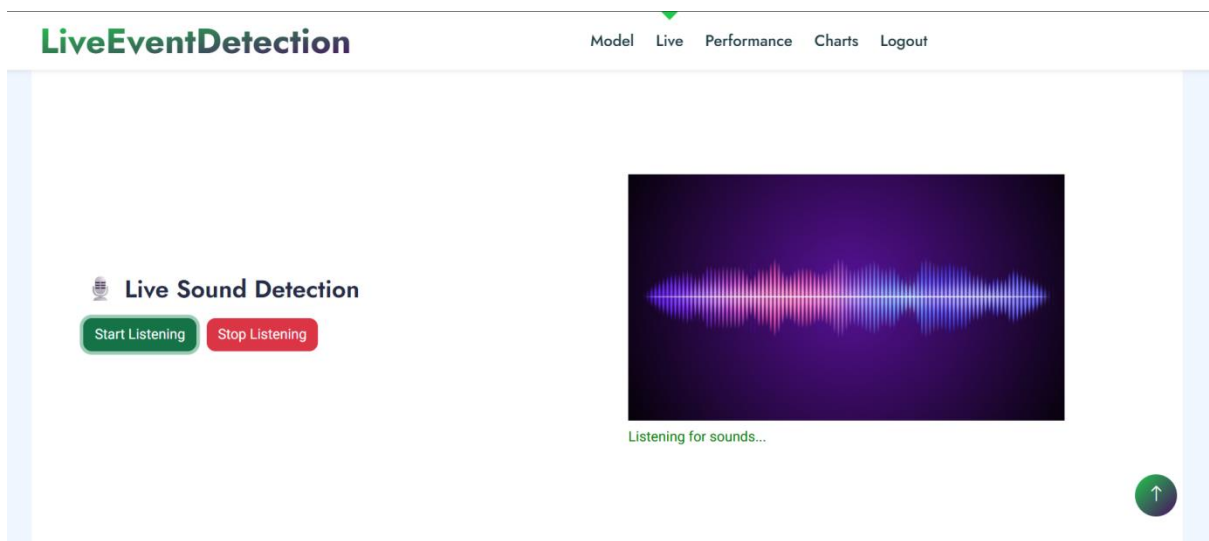 LiveEventDetection
Model Live Performance Charts Logout
Live Sound Detection
Start Listening Stop Listening
Listening for sounds...